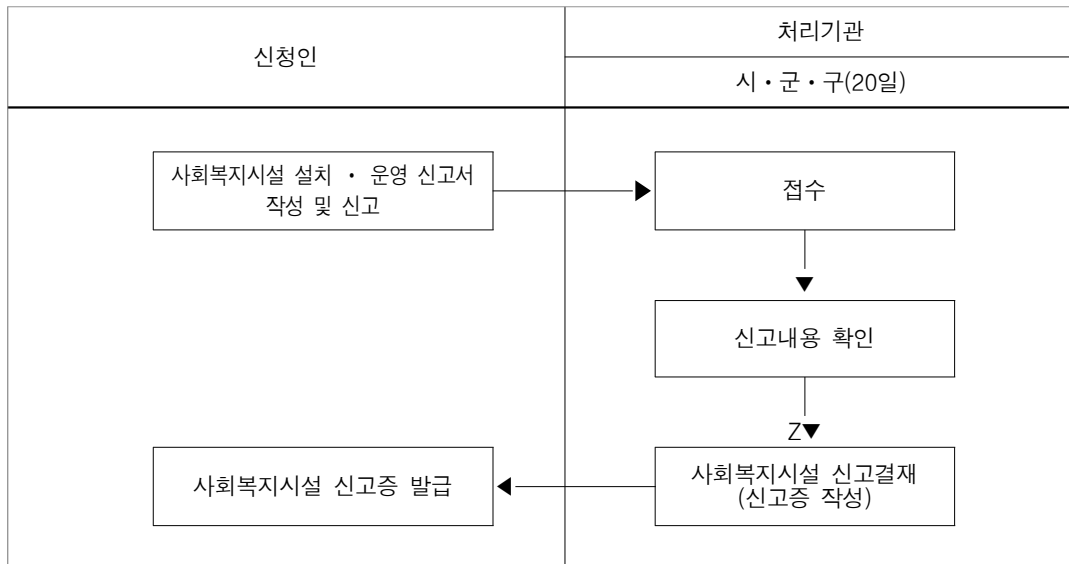 신청인
처리기관
시・군・구(20일)
사회복지시설 설치 ・ 운영 신고서
작성 및 신고
접수
신고내용 확인
Z
사회복지시설 신고결재
(신고증 작성)
사회복지시설 신고증 발급